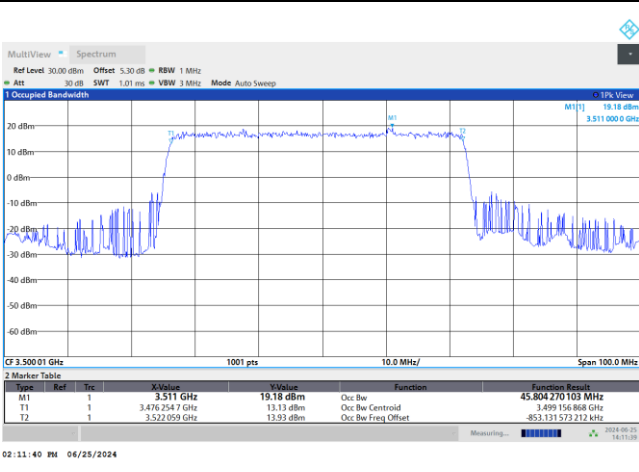 MultiView Spectrum
Ref Level 30.00 dBm Offset 5.30 dB RBW 1 MHz
Att 30 dB SWT 1.01 ms VBW 3 MHz Mode Auto Sweep
1 Occupied Bandwidth 1Pk View
M1[1] 19.18 dBm
3.511 000 0 GHz
M1
20 dBm
T1 T2
10 dBm
0 dBm
-10 dBm
-20 dBm
-30 dBm
-40 dBm
-50 dBm
-60 dBm
CF 3.500 01 GHz 1001 pts 10.0 MHz/ Span 100.0 MHz
2 Marker Table
Type Ref Trc X-Value Y-Value Function Function Result
M1 1 3.511 GHz 19.18 dBm Occ Bw 45.804 270 103 MHz
T1 1 3.476 254 7 GHz 13.13 dBm Occ Bw Centroid 3.499 156 868 GHz
T2 1 3.522 059 GHz 13.93 dBm Occ Bw Freq Offset -853.131 573 212 kHz
Measuring... 2024-06-25
14:11:39
02:11:40 PM 06/25/2024